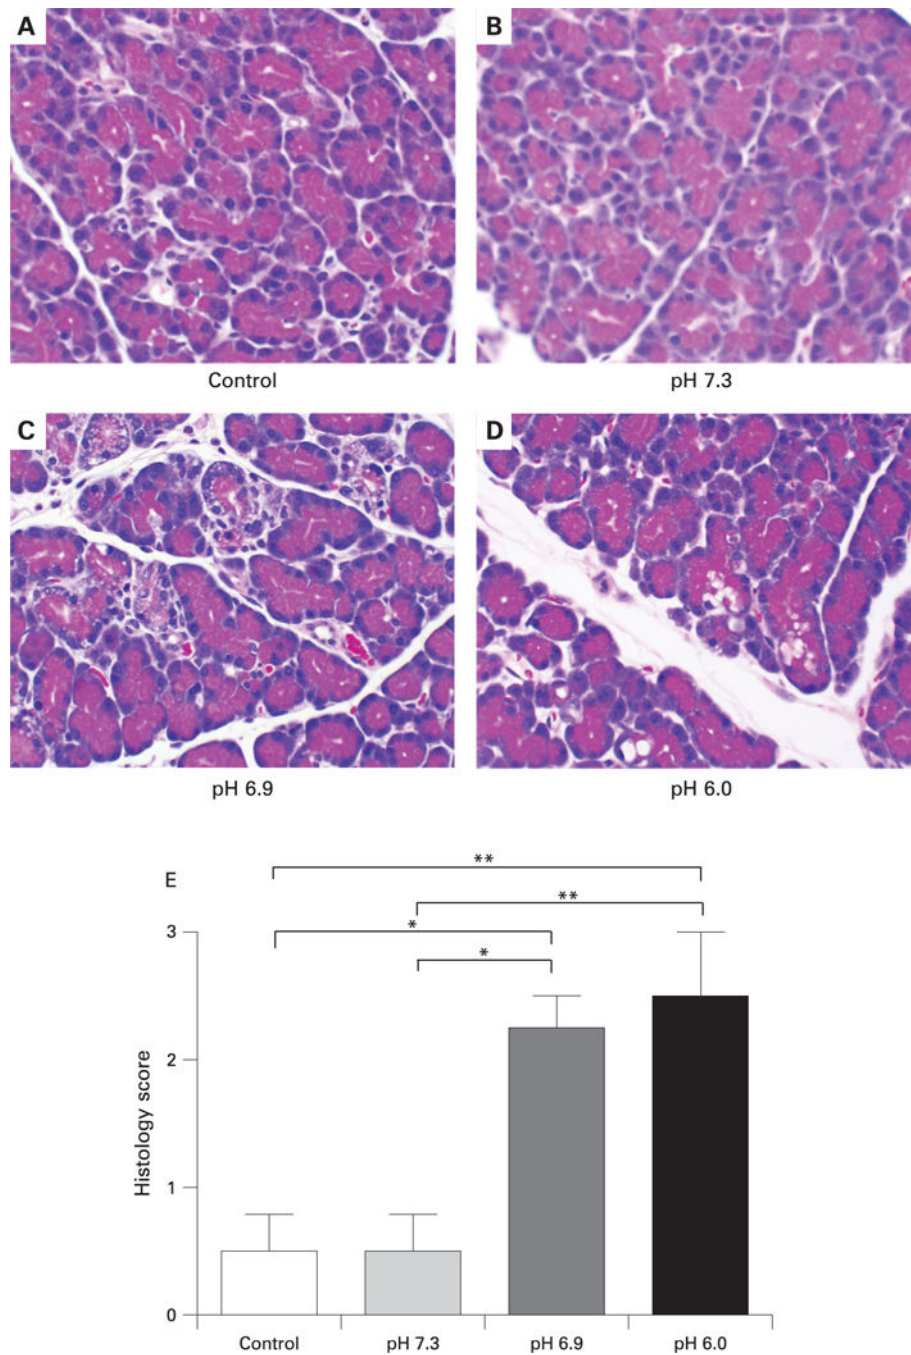 A
B
Control
pH 7.3
C
D
pH 6.9
pH 6.0
E
**
**
*
*
3
2
1
0
Histology score
Control
pH 7.3
pH 6.9
pH 6.0